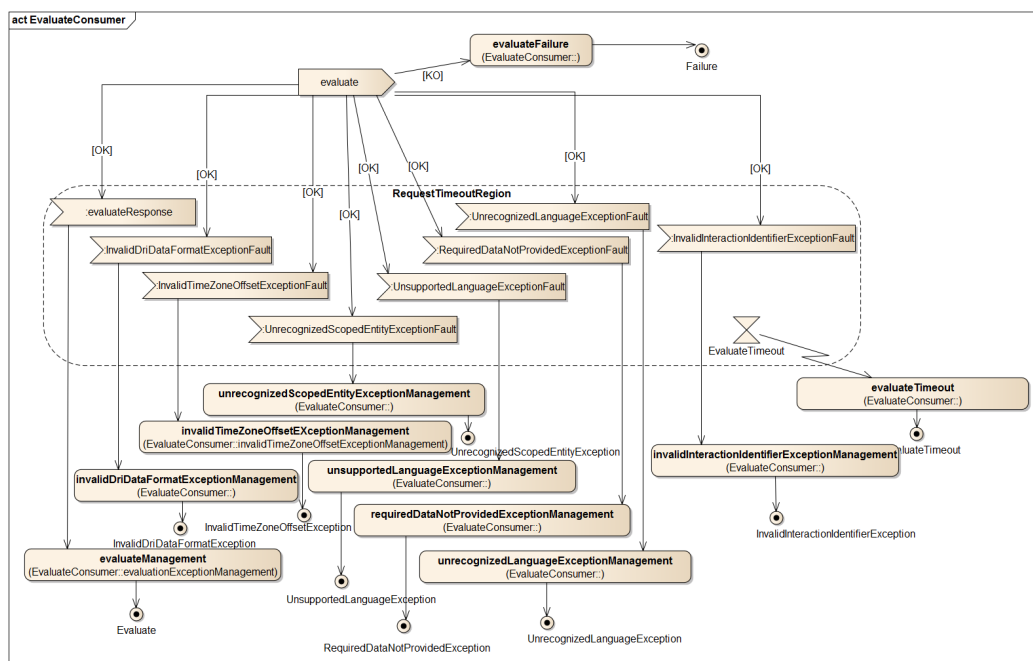 act EvaluateConsumer
evaluateFailure
(EvaluateConsumer::)
Failure
evaluate
[KO]
[OK]
[OK]
[OK]
[OK]
[OK]
[OK]
[OK]
[OK]
RequestTimeoutRegion
:evaluateResponse
:UnrecognizedLanguageExceptionFault
:InvalidDriDataFormatExceptionFault
:RequiredDataNotProvidedExceptionFault
:InvalidInteractionIdentifierExceptionFault
:InvalidTimeZoneOffsetExceptionFault
:UnsupportedLanguageExceptionFault
:UnrecognizedScopedEntityExceptionFault
EvaluateTimeout
evaluateTimeout
(EvaluateConsumer::)
unrecognizedScopedEntityExceptionManagement
(EvaluateConsumer::)
invalidTimeZoneOffsetEXceptionManagement
(EvaluateConsumer::invalidTimeZoneOffsetExceptionManagement)
UnrecognizedScopedEntityException
valuateTimeout
invalidInteractionIdentifierExceptionManagement
(EvaluateConsumer::)
unsupportedLanguageExceptionManagement
(EvaluateConsumer::)
invalidDriDataFormatExceptionManagement
(EvaluateConsumer::)
requiredDataNotProvidedExceptionManagement
(EvaluateConsumer::)
InvalidTimeZoneOffsetException
InvalidInteractionIdentifierException
InvalidDriDataFormatException
evaluateManagement
(EvaluateConsumer::evaluationExceptionManagement)
unrecognizedLanguageExceptionManagement
(EvaluateConsumer::)
UnsupportedLanguageException
Evaluate
UnrecognizedLanguageException
RequiredDataNotProvidedException